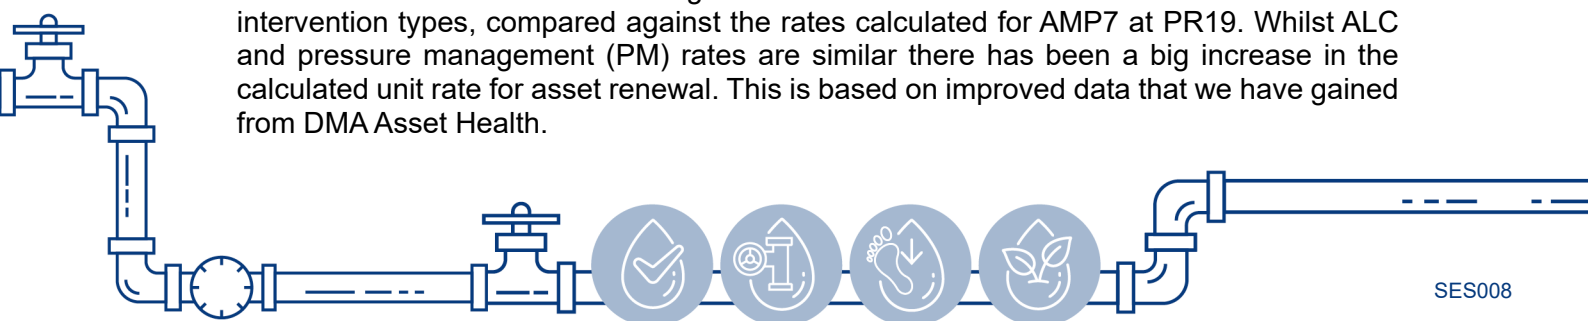 intervention types, compared against the rates calculated for AMP7 at PR19. Whilst ALC
and pressure management (PM) rates are similar there has been a big increase in the
calculated unit rate for asset renewal. This is based on improved data that we have gained
from DMA Asset Health.
SES008